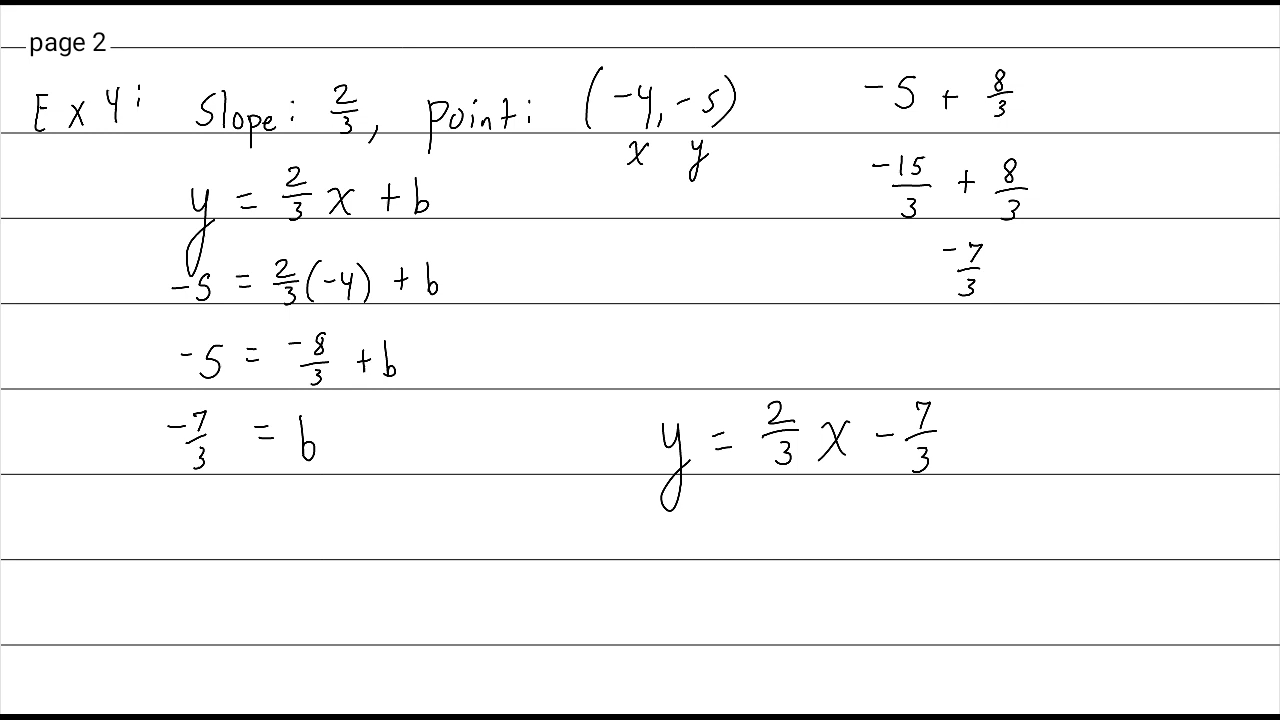 page 2
Ex 4: Slope: 2/3, point: (-4, -5)
x y
y = 2/3 x + b
-5 = 2/3(-4) + b
-5 = -8/3 + b
-7/3 = b
-5 + 8/3
-15/3 + 8/3
-7/3
y = 2/3 x - 7/3